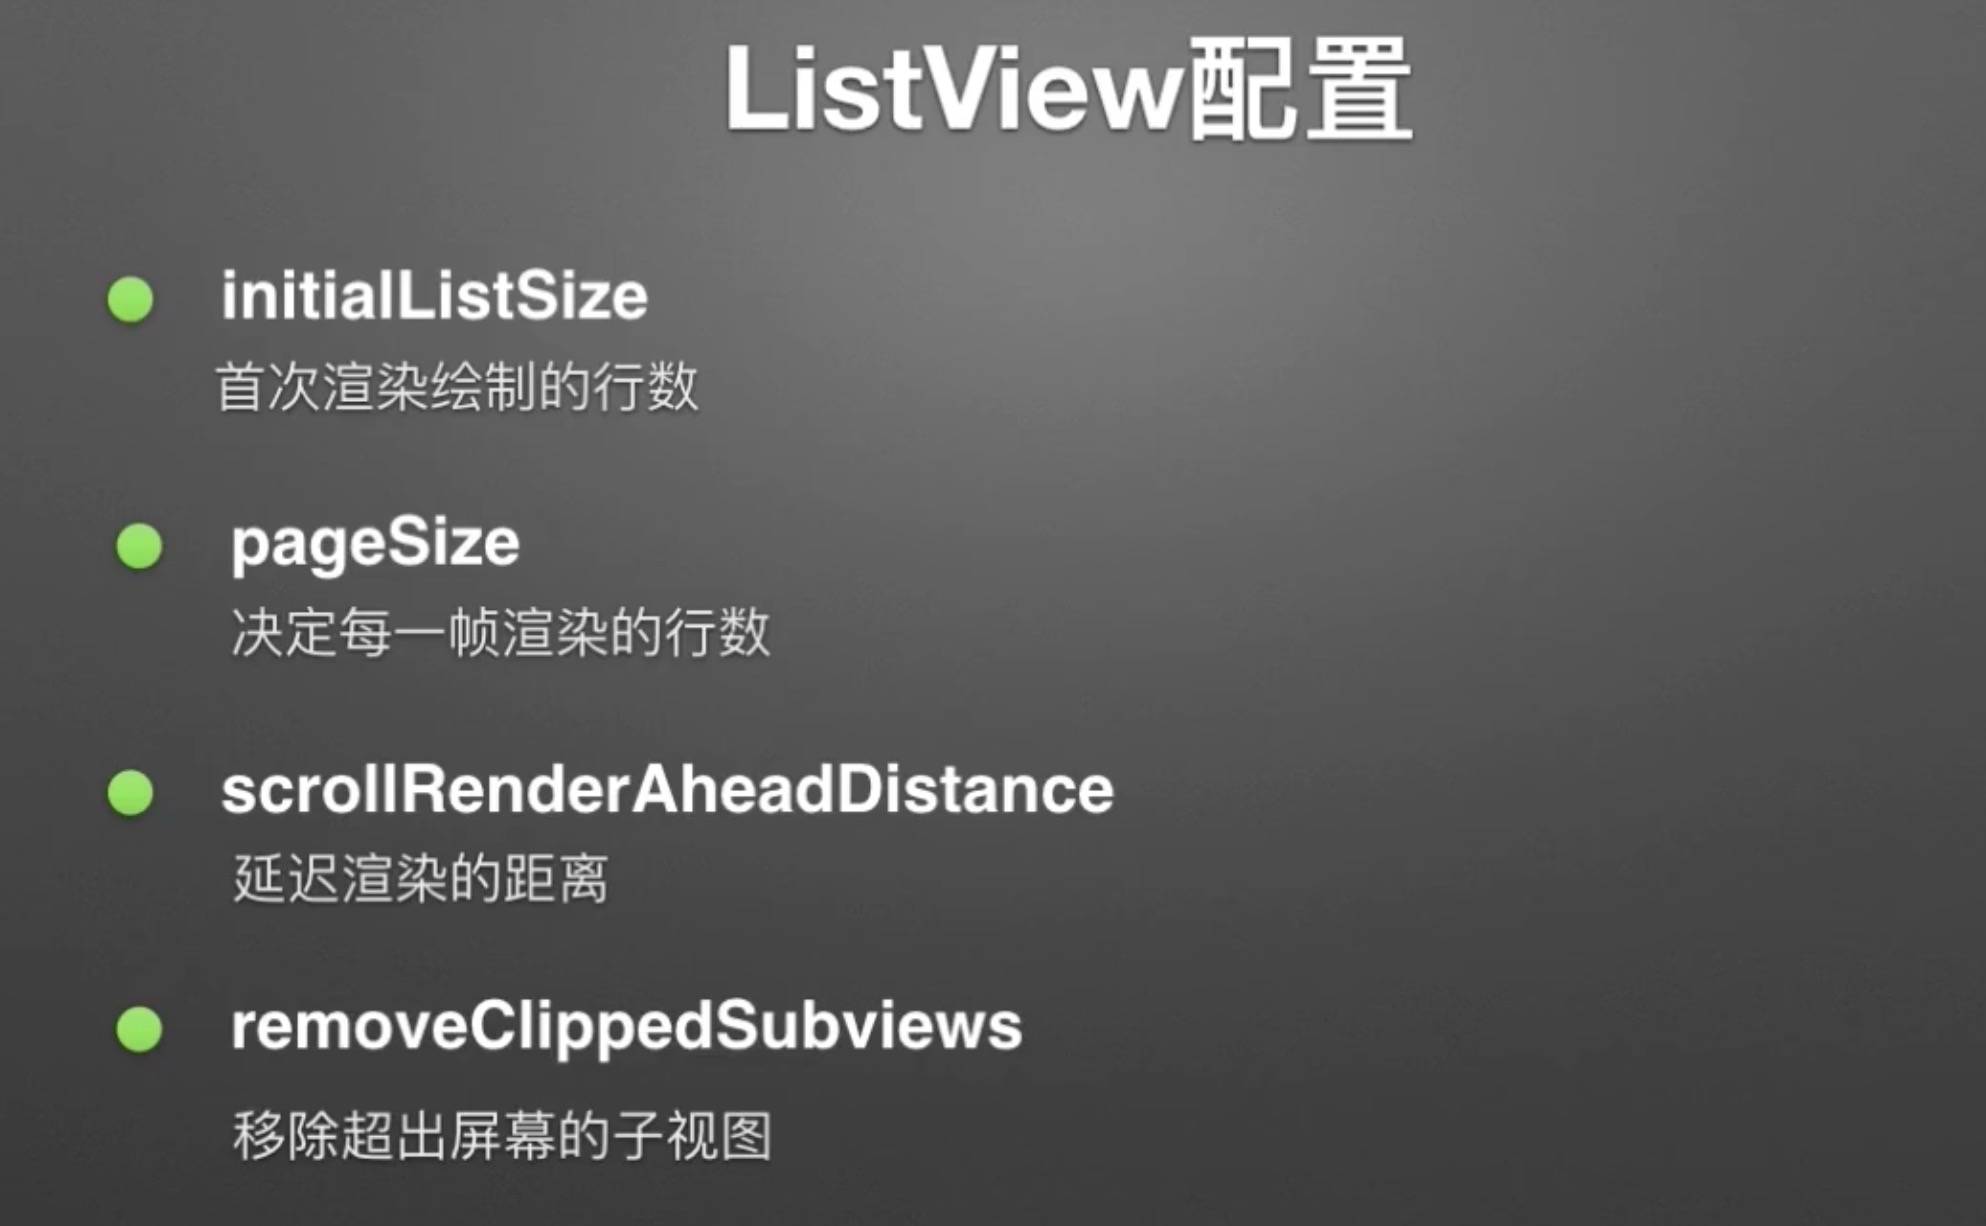 ListView配置
initialListSize
首次渲染绘制的行数
pageSize
决定每一帧渲染的行数
scrollRenderAheadDistance
延迟渲染的距离
removeClippedSubviews
移除超出屏幕的子视图